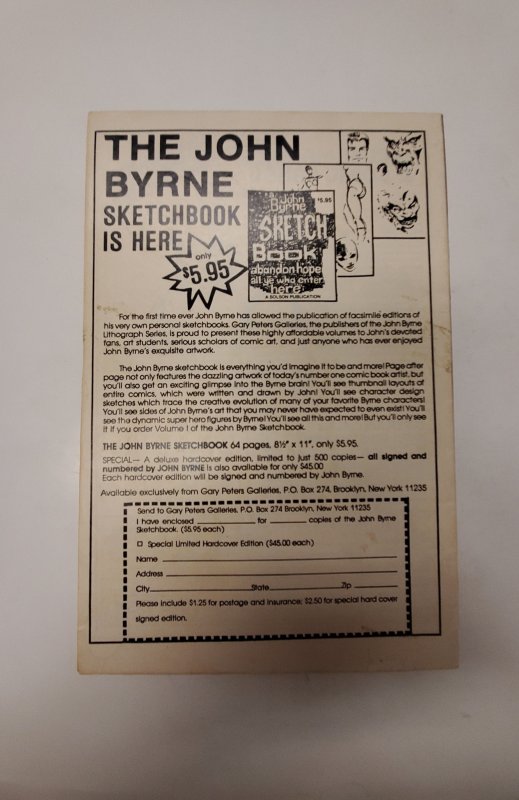 THE JOHN
BYRNE
SKETCHBOOK
IS HERE
only
$5.95
John
Byrne
$5.95
SKETCH
Book
abandon hope
all ye who enter
here
A SOLSON PUBLICATION
For the first time ever John Byrne has allowed the publication of facsimile editions of
his very own personal sketchbooks. Gary Peters Galleries, the publishers of the John Byrne
Lithograph Series, is proud to present these highly affordable volumes to John's devoted
fans, art students, serious scholars of comic art, and just anyone who has ever enjoyed
John Byrne's exquisite artwork.
The John Byrne sketchbook is everything you'd imagine it to be and more! Page after
page not only features the dazzling artwork of today's number one comic book artist, but
you'll also get an exciting glimpse into the Byrne brain! You'll see thumbnail layouts of
entire comics, which were written and drawn by John! You'll see character design
sketches which trace the creative evolution of many of your favorite Byrne characters!
You'll see sides of John's art that you may never have expected to even exist! You'll
see the dynamic super hero figures by Byrne! You'll see all this and more! But you'll only see
it if you order Volume I of the John Byrne Sketchbook.
THE JOHN BYRNE SKETCHBOOK 64 pages, 8½" x 11", only $5.95.
SPECIAL— A deluxe hardcover edition, limited to just 500 copies— all signed and
numbered by JOHN BYRNE is also available for only $45.00
Each hardcover edition will be signed and numbered by John Byrne.
Available exclusively from Gary Peters Galleries, P.O. Box 274, Brooklyn, New York 11235
Send to Gary Peters Galleries, P.O. Box 274 Brooklyn, New York 11235
I have enclosed ________ for ________ copies of the John Byrne
Sketchbook. ($5.95 each)
□ Special Limited Hardcover Edition ($45.00 each)
Name
Address
City State Zip
Please include $1.25 for postage and insurance; $2.50 for special hard cover
signed edition.